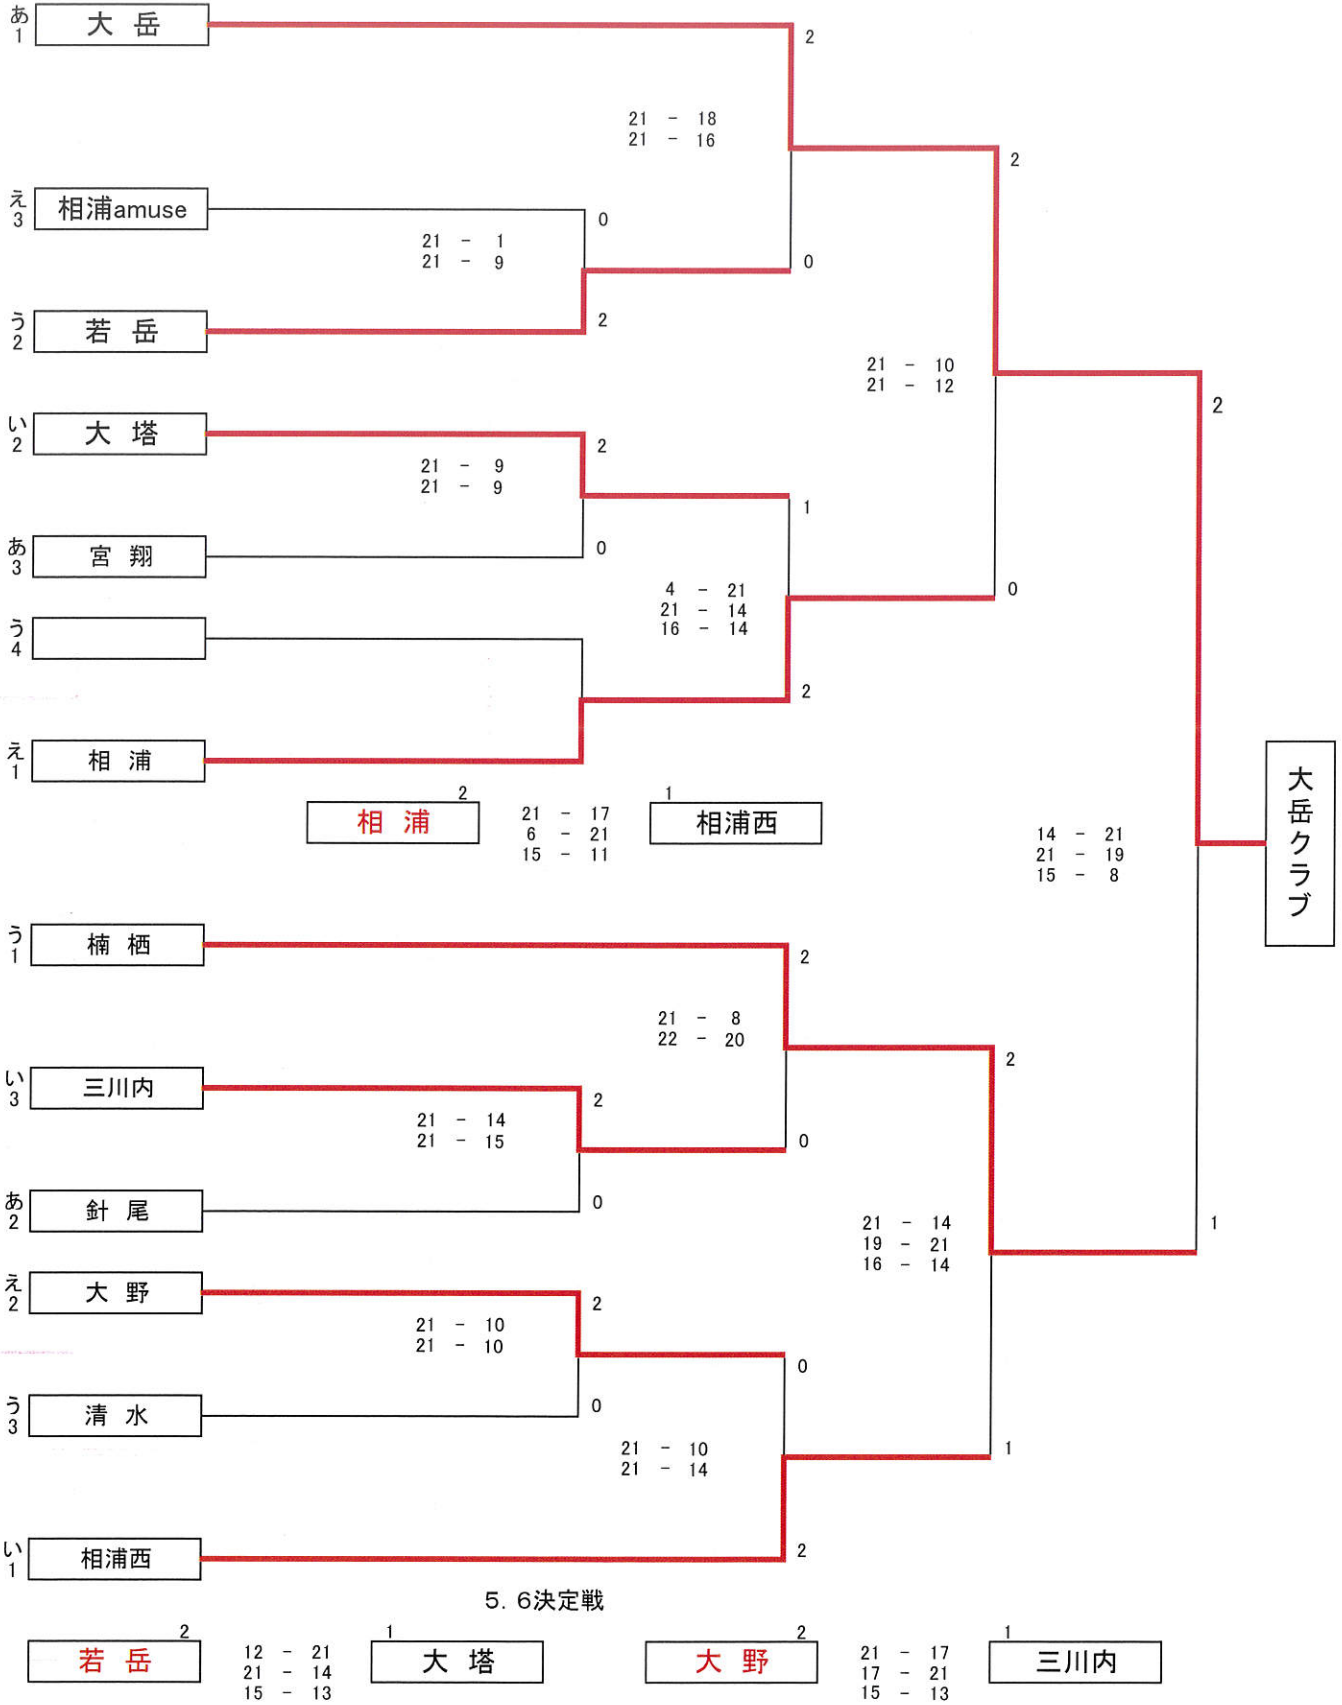 あ
1
大 岳
2
21 － 18
21 － 16
2
え
3
相浦amuse
0
21 － 1
21 － 9
0
う
2
若 岳
2
21 － 10
21 － 12
2
い
2
大 塔
2
21 － 9
21 － 9
1
あ
3
宮 翔
0
4 － 21
21 － 14
16 － 14
0
う
4
2
え
1
相 浦
2
相 浦
21 － 17
6 － 21
15 － 11
1
相浦西
14 － 21
21 － 19
15 － 8
大岳クラブ
う
1
楠 栖
2
21 － 8
22 － 20
2
い
3
三川内
2
21 － 14
21 － 15
0
あ
2
針 尾
0
21 － 14
19 － 21
16 － 14
1
え
2
大 野
2
21 － 10
21 － 10
0
う
3
清 水
0
21 － 10
21 － 14
1
い
1
相浦西
2
5．6決定戦
2
若 岳
12 － 21
21 － 14
15 － 13
1
大 塔
2
大 野
21 － 17
17 － 21
15 － 13
1
三川内